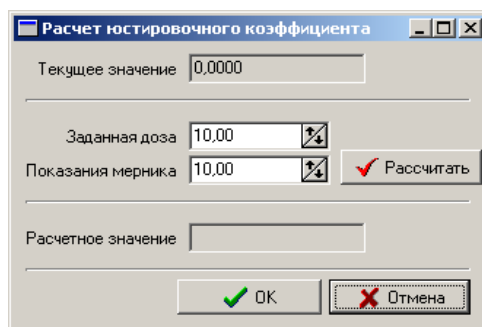 Расчет юстировочного коэффициента
Текущее значение 0,0000
Заданная доза 10,00
Показания мерника 10,00 Рассчитать
Расчетное значение
OK Отмена